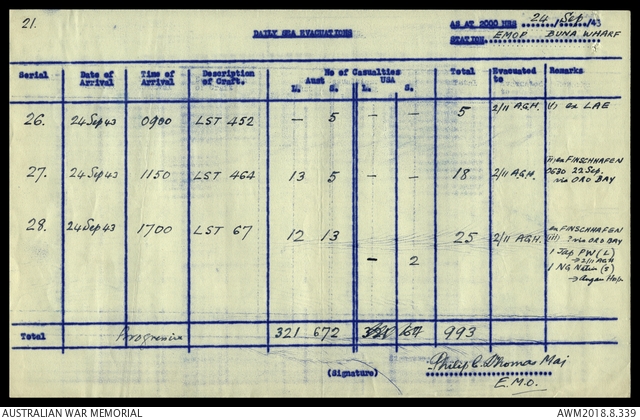 21.
DAILY SEA EVACUATIONS
AS AT 2000 HRS 24/Sep/43
STATION. EMOP BUNA WHARF
Serial Date of Arrival Time of Arrival Description of Craft. No of Casualties Total Evacuated to Remarks
Aust USA
L. S. L. S.
26. 24 Sep 43 0900 LST 452 — 5 — — 5 2/11 A.G.H. ex LAE
27. 24 Sep 43 1150 LST 464 13 5 — — 18 2/11 AGH. ex FINSCHHAFEN
0630 22 Sep.
via ORO BAY
28. 24 Sep 43 1700 LST 67 12 13 25 2/11 AGH. ex FINSCHHAFEN
(iii) ? via ORO BAY
– 2 1 Jap PW (L)
→ 2/11 AGH
1 NG Native (S)
→ Angau Hosp.
Total Progressive 321 672 993
(Signature) Philip C. Thomas Maj
E.M.O.
AUSTRALIAN WAR MEMORIAL AWM2018.8.339